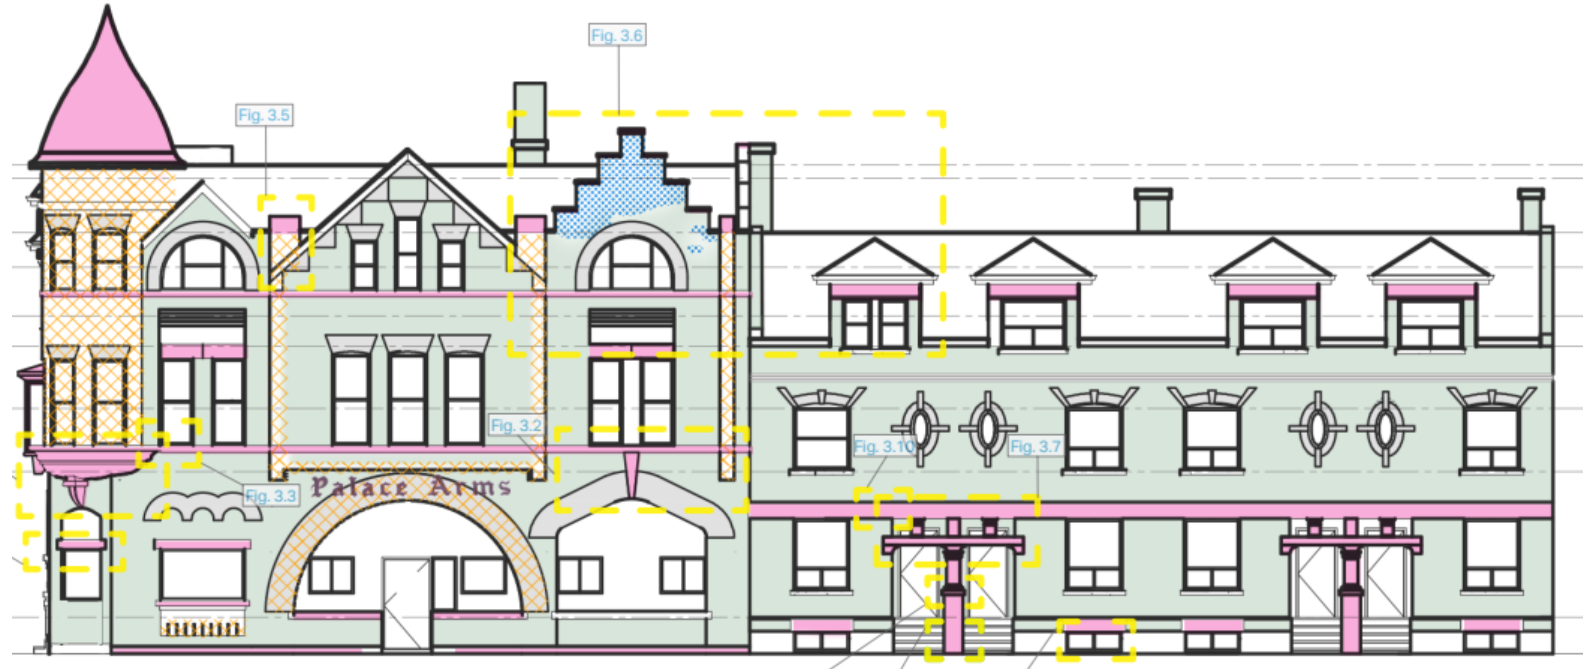 Fig. 3.6
Fig. 3.5
Fig. 3.2
Fig. 3.10
Fig. 3.7
Fig. 3.3
Palace Arms